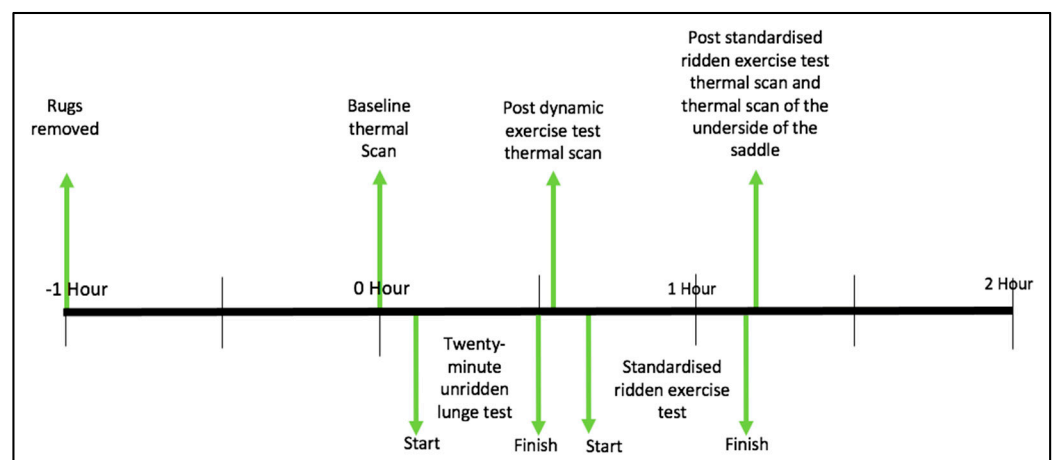 Rugs
removed
Baseline
thermal
Scan
Post dynamic
exercise test
thermal scan
Post standardised
ridden exercise test
thermal scan and
thermal scan of the
underside of the
saddle
-1 Hour
0 Hour
1 Hour
2 Hour
Twenty-
minute
unridden
lunge test
Standardised
ridden exercise
test
Start
Finish
Start
Finish